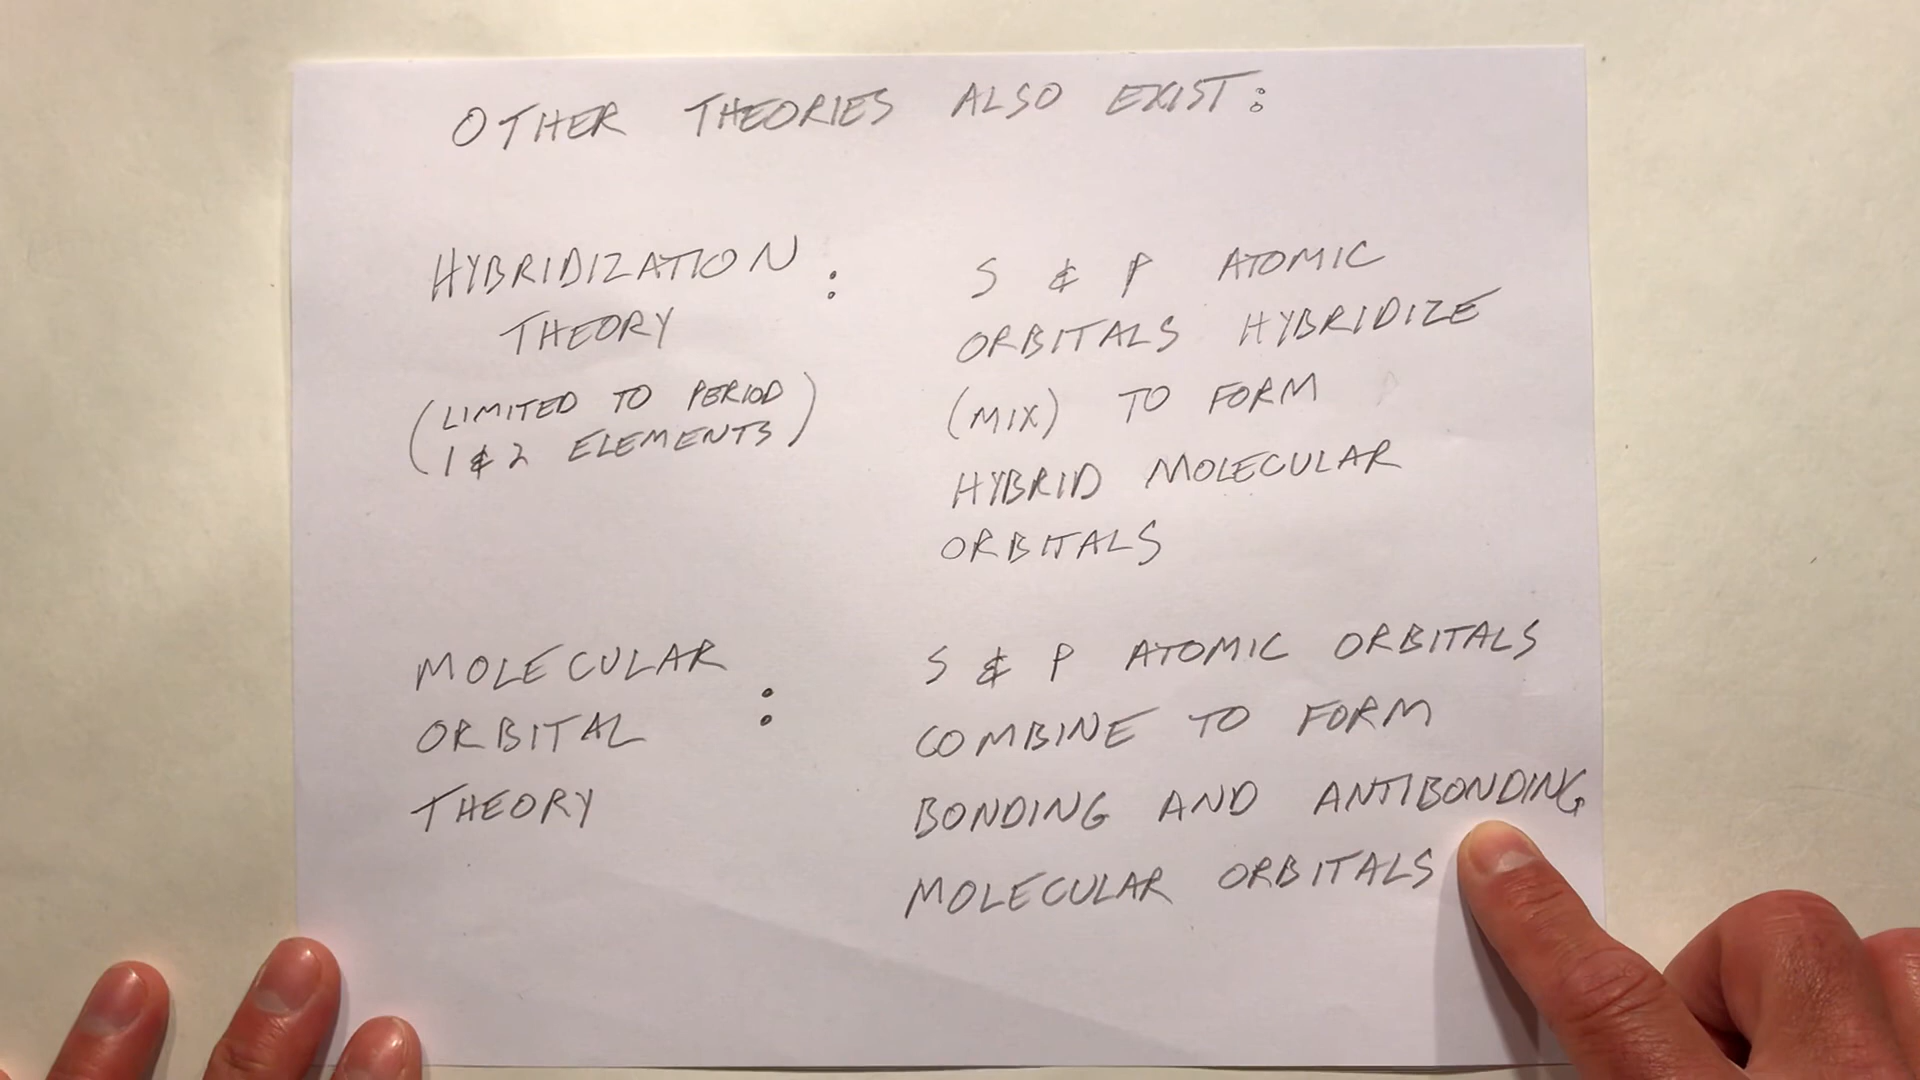 OTHER THEORIES ALSO EXIST:
HYBRIDIZATION :
THEORY
(LIMITED TO PERIOD
1 & 2 ELEMENTS)
S & P ATOMIC
ORBITALS HYBRIDIZE
(MIX) TO FORM
HYBRID MOLECULAR
ORBITALS
MOLECULAR
ORBITAL :
THEORY
S & P ATOMIC ORBITALS
COMBINE TO FORM
BONDING AND ANTIBONDING
MOLECULAR ORBITALS